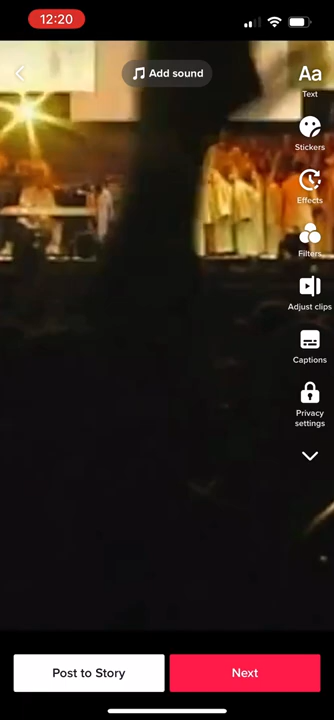 12:20
Add sound
Aa
Text
Stickers
Effects
Filters
Adjust clips
Captions
Privacy
settings
Post to Story
Next